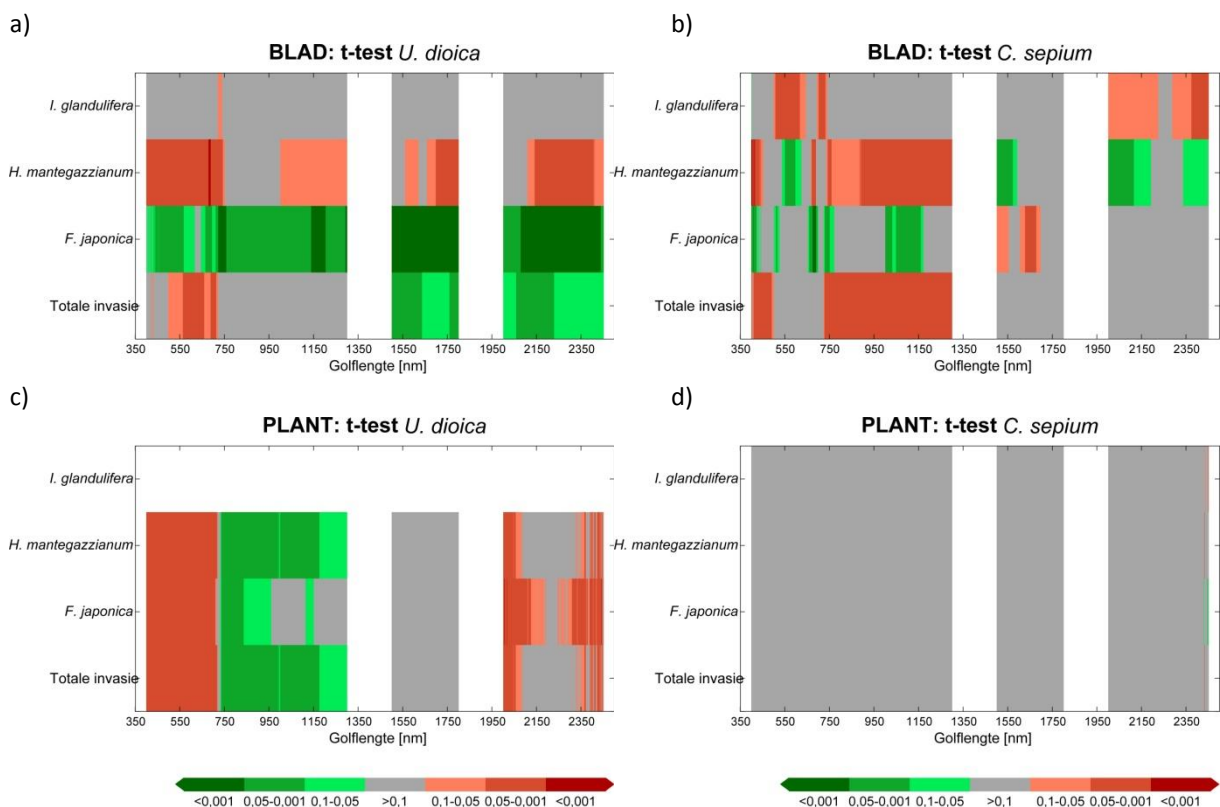 a)
BLAD: t-test U. dioica
I. glandulifera
H. mantegazzianum
F. japonica
Totale invasie
350 550 750 950 1150 1350 1550 1750 1950 2150 2350
Golflengte [nm]
b)
BLAD: t-test C. sepium
I. glandulifera
H. mantegazzianum
F. japonica
Totale invasie
350 550 750 950 1150 1350 1550 1750 1950 2150 2350
Golflengte [nm]
c)
PLANT: t-test U. dioica
I. glandulifera
H. mantegazzianum
F. japonica
Totale invasie
350 550 750 950 1150 1350 1550 1750 1950 2150 2350
Golflengte [nm]
d)
PLANT: t-test C. sepium
I. glandulifera
H. mantegazzianum
F. japonica
Totale invasie
350 550 750 950 1150 1350 1550 1750 1950 2150 2350
Golflengte [nm]
<0,001 0.05-0,001 0.1-0.05 >0,1 0,1-0.05 0,05-0,001 <0,001
<0,001 0.05-0,001 0.1-0.05 >0,1 0,1-0.05 0,05-0,001 <0,001